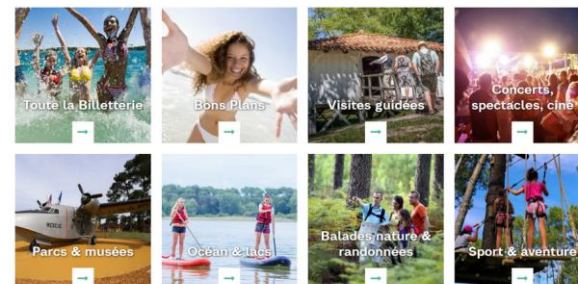 Toute la Billetterie
Bons Plans
Visites guidées
Concerts,
spectacles, ciné
Parcs & musées
Océan & lacs
Balades nature &
randonnées
Sport & aventure